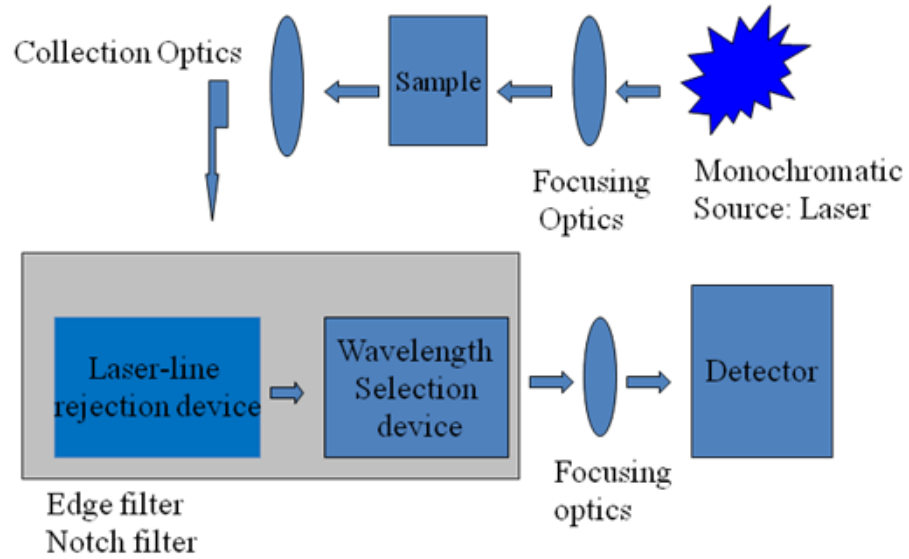 Collection Optics
Sample
Focusing
Optics
Monochromatic
Source: Laser
Laser-line
rejection device
Wavelength
Selection
device
Detector
Focusing
optics
Edge filter
Notch filter